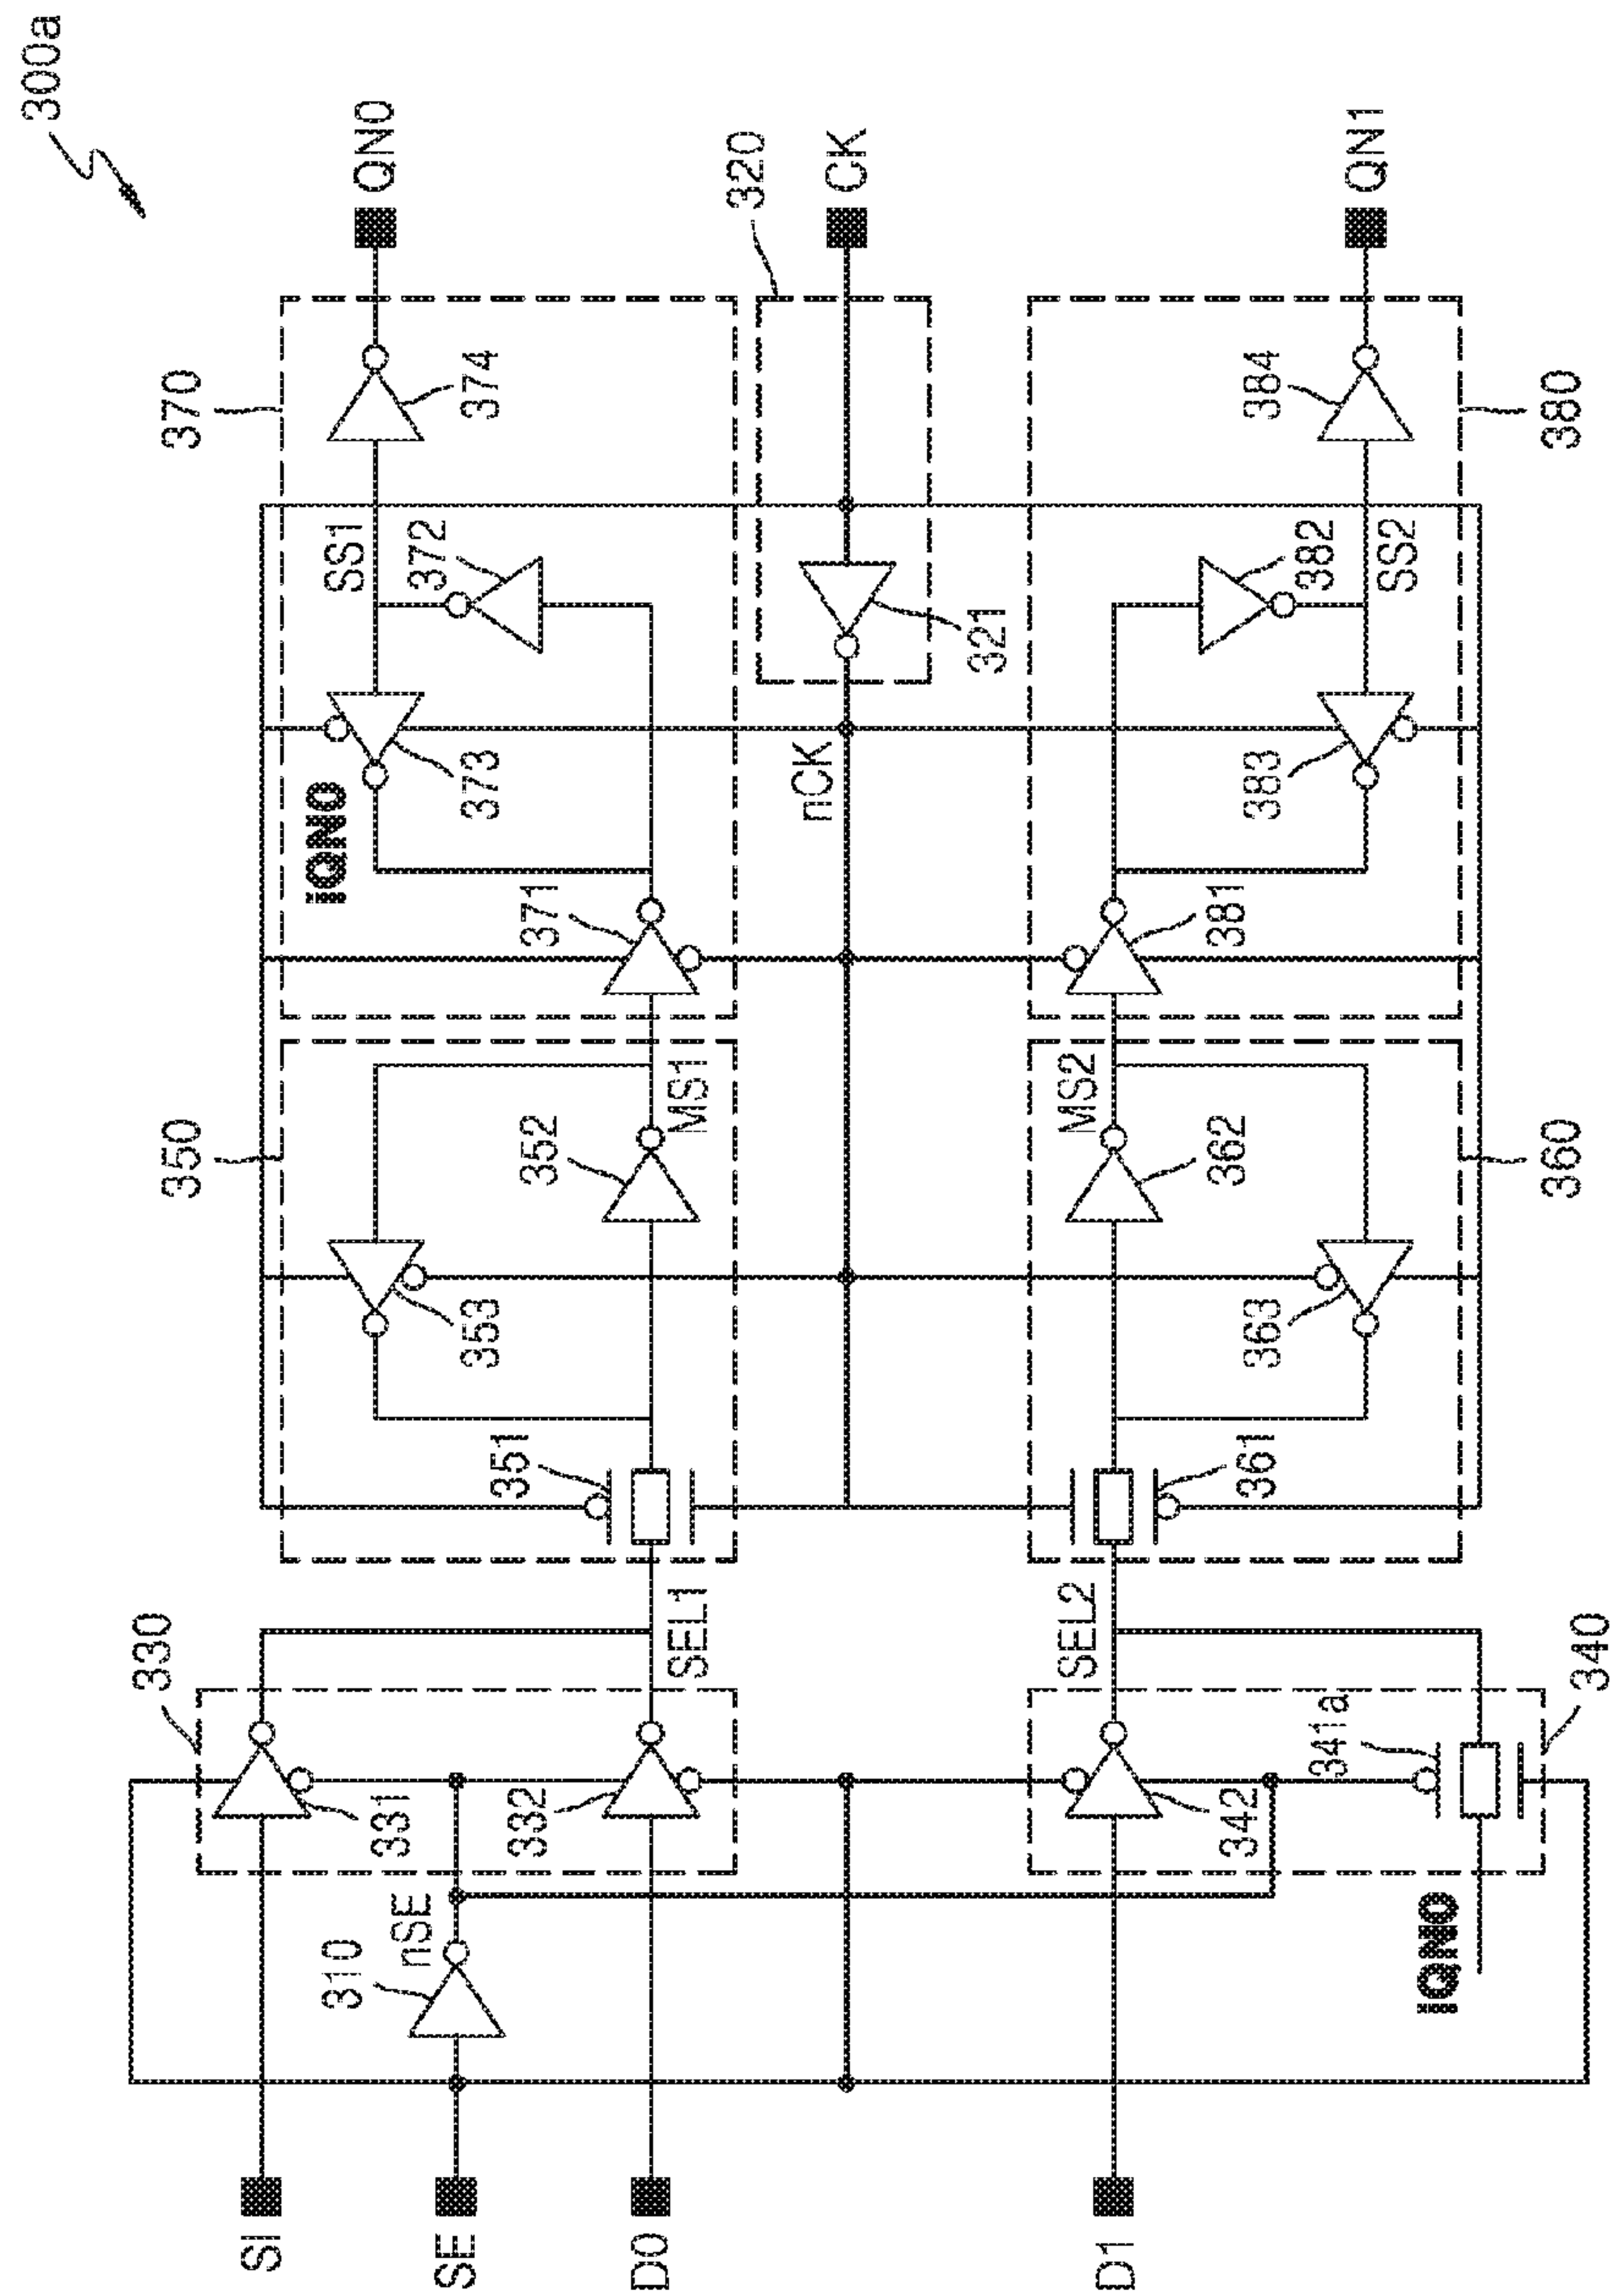 300a
330
350
370
SI
331
353
iQN0
373
SS1
372
374
QN0
SE
310
nSE
332
351
352
371
D0
SEL1
MS1
320
nCK
321
CK
D1
SEL2
MS2
342
361
362
381
341a
363
383
382
384
SS2
QN1
iQN0
340
360
380